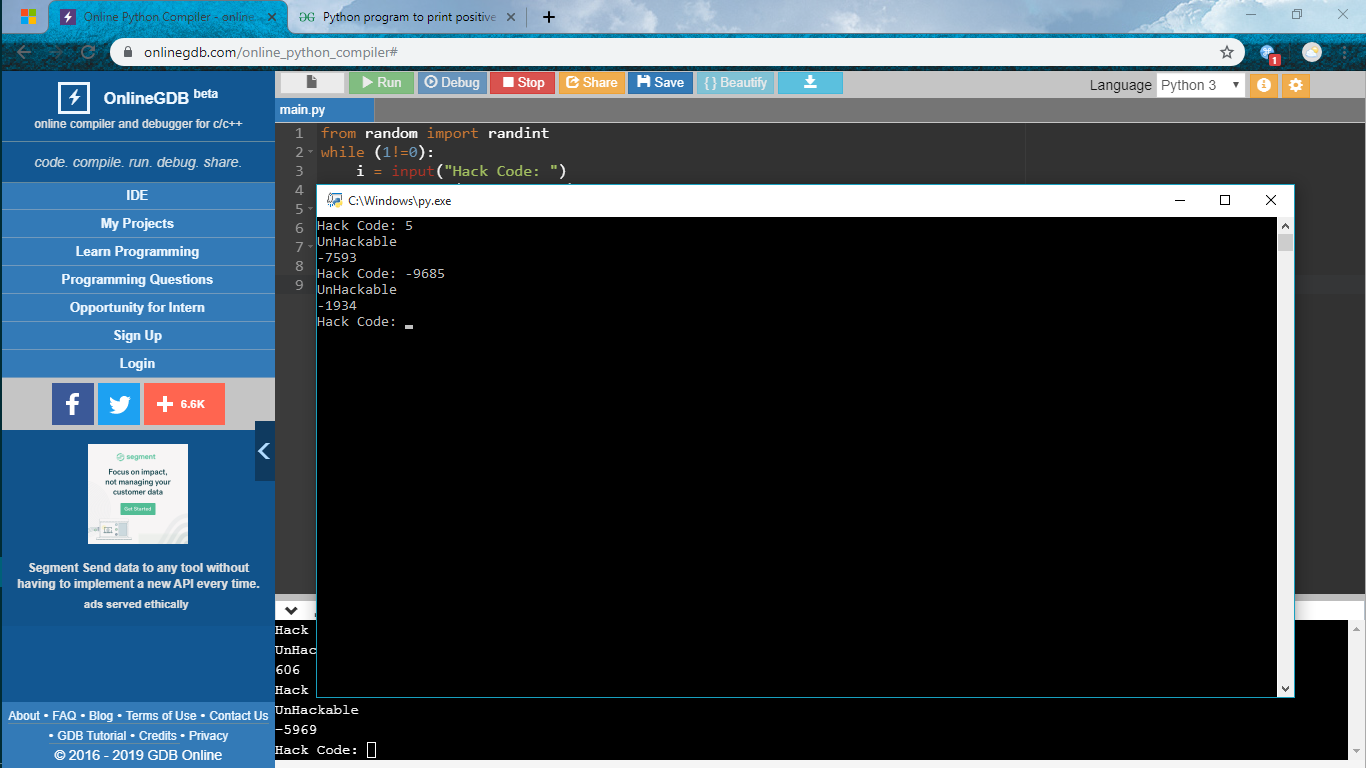 Online Python Compiler - online
Python program to print positive
onlinegdb.com/online_python_compiler#
1
OnlineGDB beta
online compiler and debugger for c/c++
code. compile. run. debug. share.
IDE
My Projects
Learn Programming
Programming Questions
Opportunity for Intern
Sign Up
Login
6.6K
segment
Focus on impact,
not managing your
customer data
Get Started
Segment Send data to any tool without
having to implement a new API every time.
ads served ethically
About • FAQ • Blog • Terms of Use • Contact Us
• GDB Tutorial • Credits • Privacy
© 2016 - 2019 GDB Online
Run Debug Stop Share Save { } Beautify
Language Python 3
main.py
1 from random import randint
2 while (1!=0):
3 i = input("Hack Code: ")
4
5
6
7
8
9
C:\Windows\py.exe
Hack Code: 5
UnHackable
-7593
Hack Code: -9685
UnHackable
-1934
Hack Code:
Hack
UnHac
606
Hack
UnHackable
-5969
Hack Code: